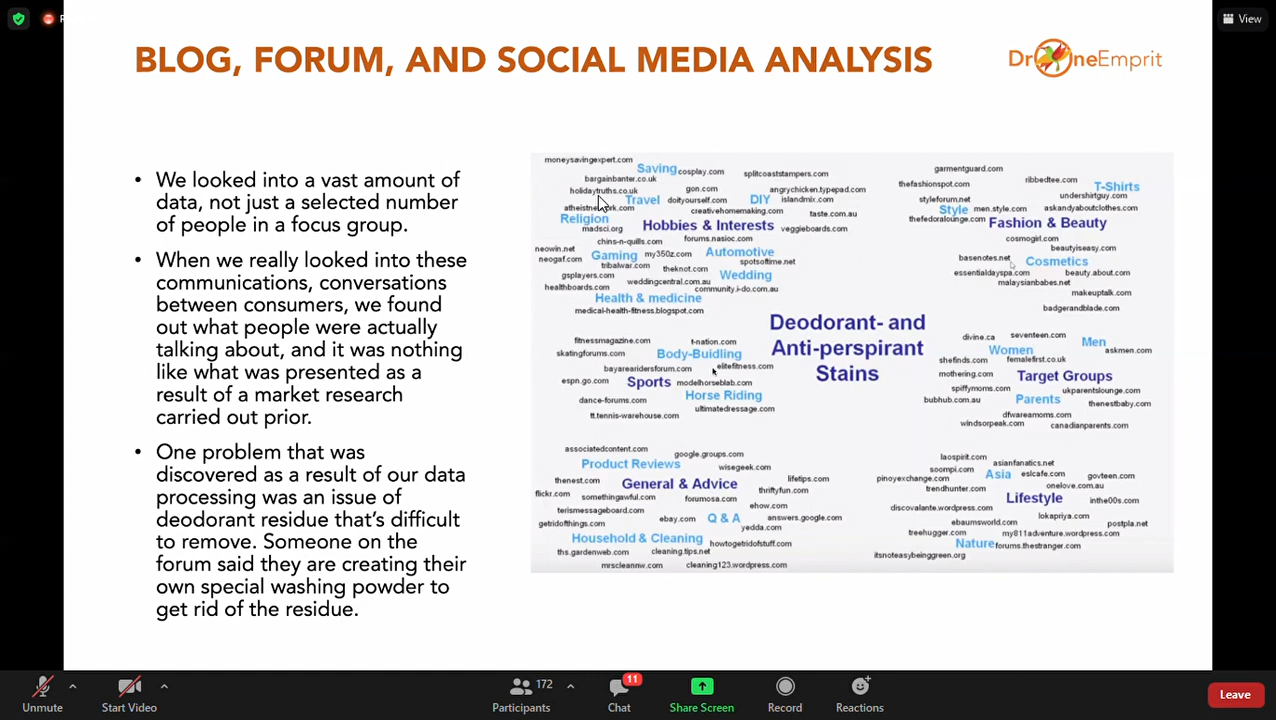 View
BLOG, FORUM, AND SOCIAL MEDIA ANALYSIS
DroneEmprit
• We looked into a vast amount of
data, not just a selected number
of people in a focus group.
• When we really looked into these
communications, conversations
between consumers, we found
out what people were actually
talking about, and it was nothing
like what was presented as a
result of a market research
carried out prior.
• One problem that was
discovered as a result of our data
processing was an issue of
deodorant residue that's difficult
to remove. Somone on the
forum said they are creating their
own special washing powder to
get rid of the residue.
moneysavingexpert.com
Saving cosplay.com splitcoaststampers.com
bargainbanter.co.uk
holidaytruths.co.uk gon.com angrychicken.typepad.com
Travel doityourself.com DIY islandmix.com
creativehomemaking.com taste.com.au
Religion Hobbies & Interests veggieboards.com
madsci.org
chins-n-quills.com forums.nasioc.com
neowin.net Gaming my350z.com Automotive
neogaf.com tribalwar.com spotsoftime.net
gsplayers.com theknot.com Wedding
healthboards.com weddingcentral.com.au community.i-do.com.au
Health & medicine
medical-health-fitness.blogspot.com
fitnessmagazine.com t-nation.com
skatingforums.com Body-Buidling
bayarearidersforum.com elitefitness.com
espn.go.com Sports modelhorseblab.com
dance-forums.com Horse Riding
tt.tennis-warehouse.com ultimatedressage.com
Deodorant- and
Anti-perspirant
Stains
garmentguard.com
thefashionspot.com ribbedtee.com T-Shirts
styleforum.net undershirtguy.com
Style men.style.com askandyaboutclothes.com
thefedoralounge.com Fashion & Beauty
cosmogirl.com
basenotes.net beautyiseasy.com
Cosmetics
essentialdayspa.com beauty.about.com
malaysianbabes.net
makeuptalk.com
badgerandblade.com
divine.ca seventeen.com Men
Women askmen.com
shefinds.com femalefirst.co.uk
mothering.com Target Groups
spiffymoms.com ukparentslounge.com
bubhub.com.au Parents thenestbaby.com
dfwareamoms.com
windsorpeak.com canadianparents.com
associatedcontent.com
google.groups.com
Product Reviews wisegeek.com
thenest.com General & Advice lifetips.com
flickr.com somethingawful.com forumosa.com thriftyfun.com
terismessageboard.com ehow.com
getridofthings.com ebay.com Q & A answers.google.com
yedda.com
Household & Cleaning howtogetridofstuff.com
ths.gardenweb.com cleaning.tips.net
mrscleannw.com cleaning123.wordpress.com
laospirit.com asianfanatics.net
soompi.com Asia eslcafe.com govteen.com
pinoyexchange.com
trendhunter.com onelove.com.au
Lifestyle inthe00s.com
discovalante.wordpress.com
ebaumsworld.com lokapriya.com postpla.net
treehugger.com my811adventure.wordpress.com
Nature forums.thestranger.com
itsnoteasybeinggreen.org
172
11
Unmute
Start Video
Participants
Chat
Share Screen
Record
Reactions
Leave